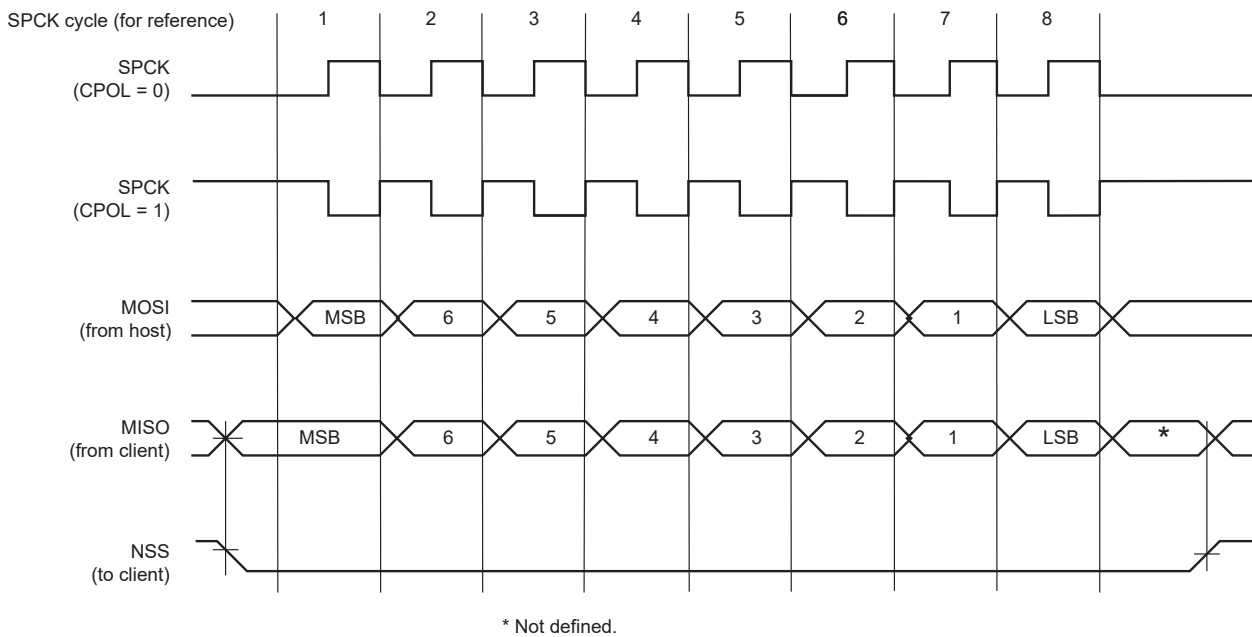 SPCK cycle (for reference) 1 2 3 4 5 6 7 8
SPCK
(CPOL = 0)
SPCK
(CPOL = 1)
MOSI
(from host)
MSB 6 5 4 3 2 1 LSB
MISO
(from client)
MSB 6 5 4 3 2 1 LSB *
NSS
(to client)
* Not defined.